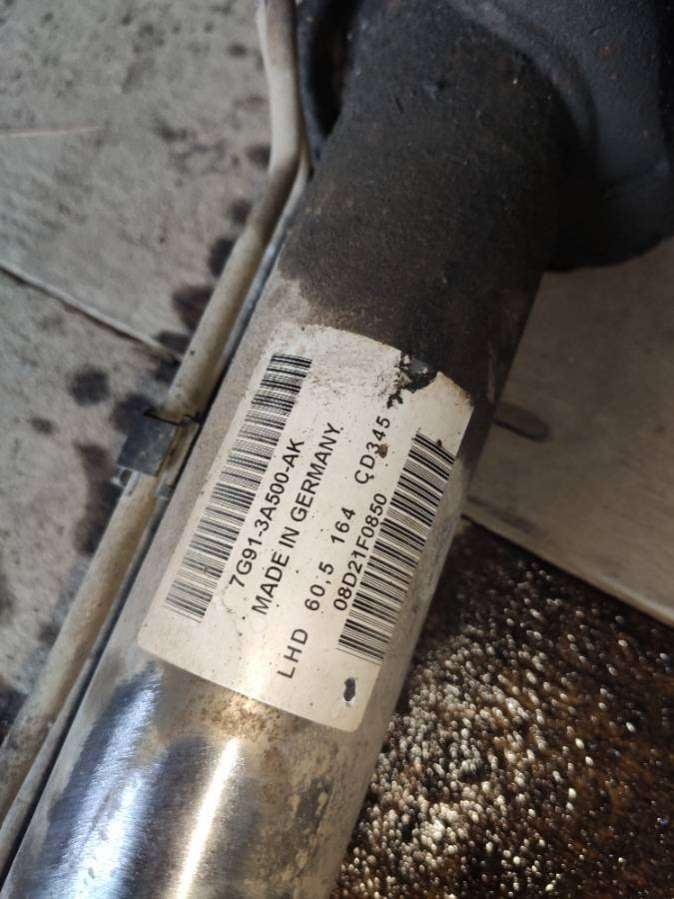 7G91-3A500-AK
MADE IN GERMANY
LHD 60,5 164 CD345
08D21F0850